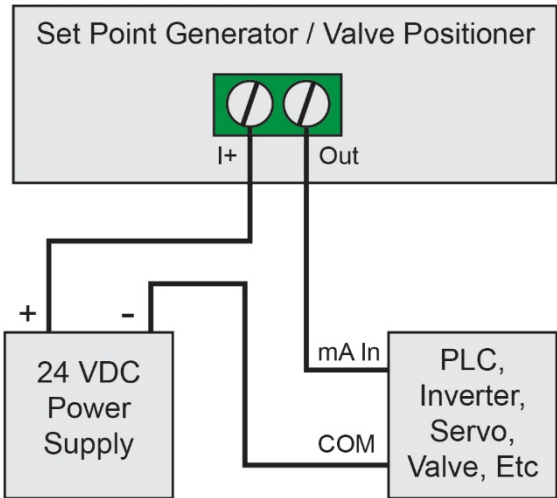 Set Point Generator / Valve Positioner
I+
Out
+
-
24 VDC
Power
Supply
mA In
COM
PLC,
Inverter,
Servo,
Valve, Etc